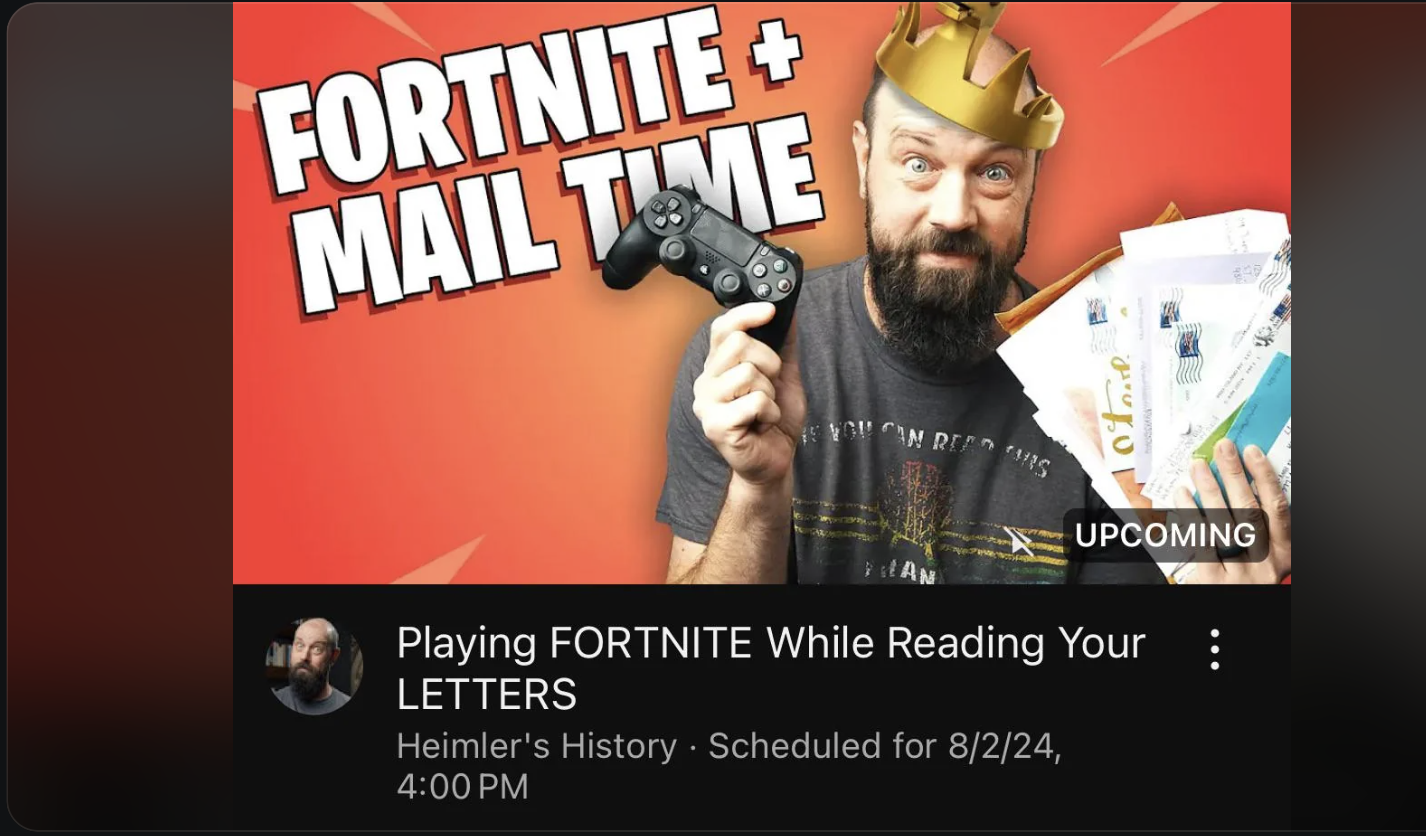 FORTNITE +
MAIL TIME
IF YOU CAN READ THIS
THAN
UPCOMING
Playing FORTNITE While Reading Your
LETTERS
Heimler's History · Scheduled for 8/2/24,
4:00 PM